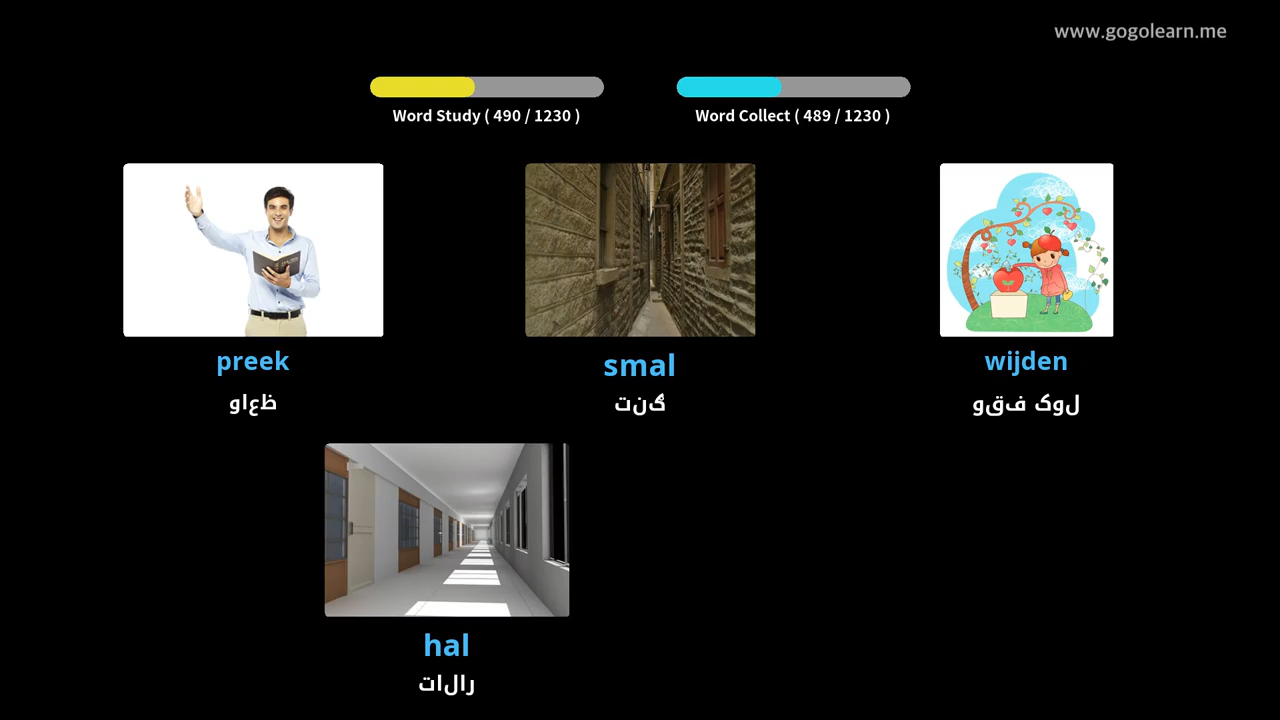 www.gogolearn.me
Word Study ( 490 / 1230 )
Word Collect ( 489 / 1230 )
preek
ظعاو
smal
گنت
wijden
لوک فقو
hal
رالات